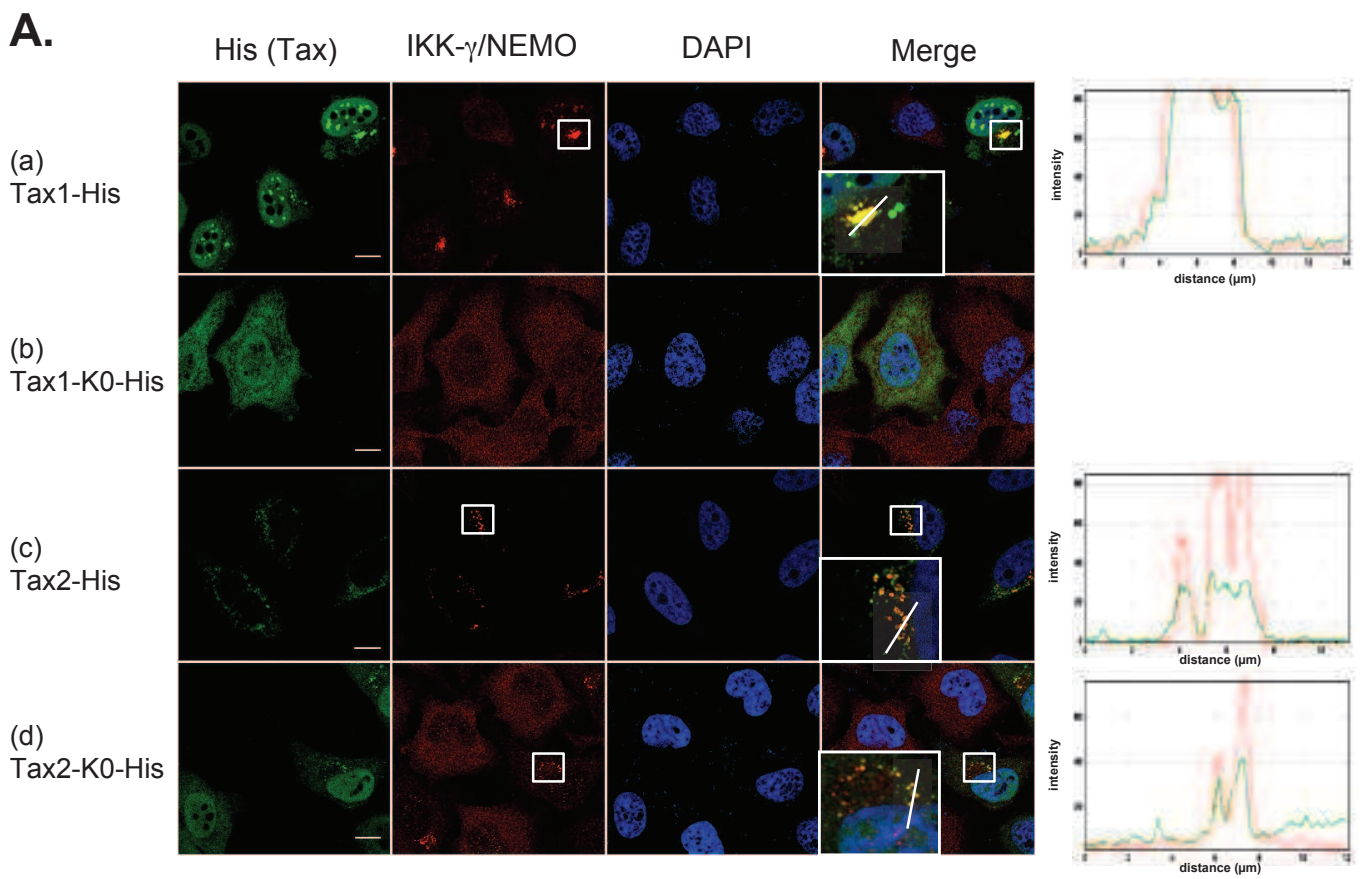 A.
His (Tax)
IKK-γ/NEMO
DAPI
Merge
(a)
Tax1-His
intensity
distance (µm)
(b)
Tax1-K0-His
(c)
Tax2-His
intensity
distance (µm)
(d)
Tax2-K0-His
intensity
distance (µm)